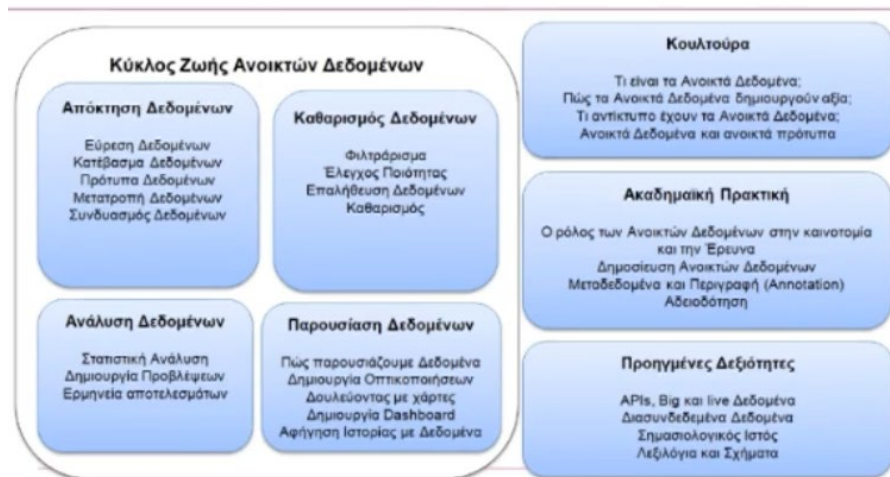 Κύκλος Ζωής Ανοικτών Δεδομένων
Απόκτηση Δεδομένων
Εύρεση Δεδομένων
Κατέβασμα Δεδομένων
Πρότυπα Δεδομένων
Μετατροπή Δεδομένων
Συνδυασμός Δεδομένων
Καθαρισμός Δεδομένων
Φιλτράρισμα
Έλεγχος Ποιότητας
Επαλήθευση Δεδομένων
Καθαρισμός
Ανάλυση Δεδομένων
Στατιστική Ανάλυση
Δημιουργία Προβλέψεων
Ερμηνεία αποτελεσμάτων
Παρουσίαση Δεδομένων
Πώς παρουσιάζουμε Δεδομένα
Δημιουργία Οπτικοποιήσεων
Δουλεύοντας με χάρτες
Δημιουργία Dashboard
Αφήγηση Ιστορίας με Δεδομένα
Κουλτούρα
Τι είναι τα Ανοικτά Δεδομένα;
Πώς τα Ανοικτά Δεδομένα δημιουργούν αξία;
Τι αντίκτυπο έχουν τα Ανοικτά Δεδομένα;
Ανοικτά Δεδομένα και ανοικτά πρότυπα
Ακαδημαϊκή Πρακτική
Ο ρόλος των Ανοικτών Δεδομένων στην καινοτομία
και την Έρευνα
Δημοσίευση Ανοικτών Δεδομένων
Μεταδεδομένα και Περιγραφή (Annotation)
Αδειοδότηση
Προηγμένες Δεξιότητες
APIs, Big και live Δεδομένα
Διασυνδεδεμένα Δεδομένα
Σημασιολογικός Ιστός
Λεξιλόγια και Σχήματα